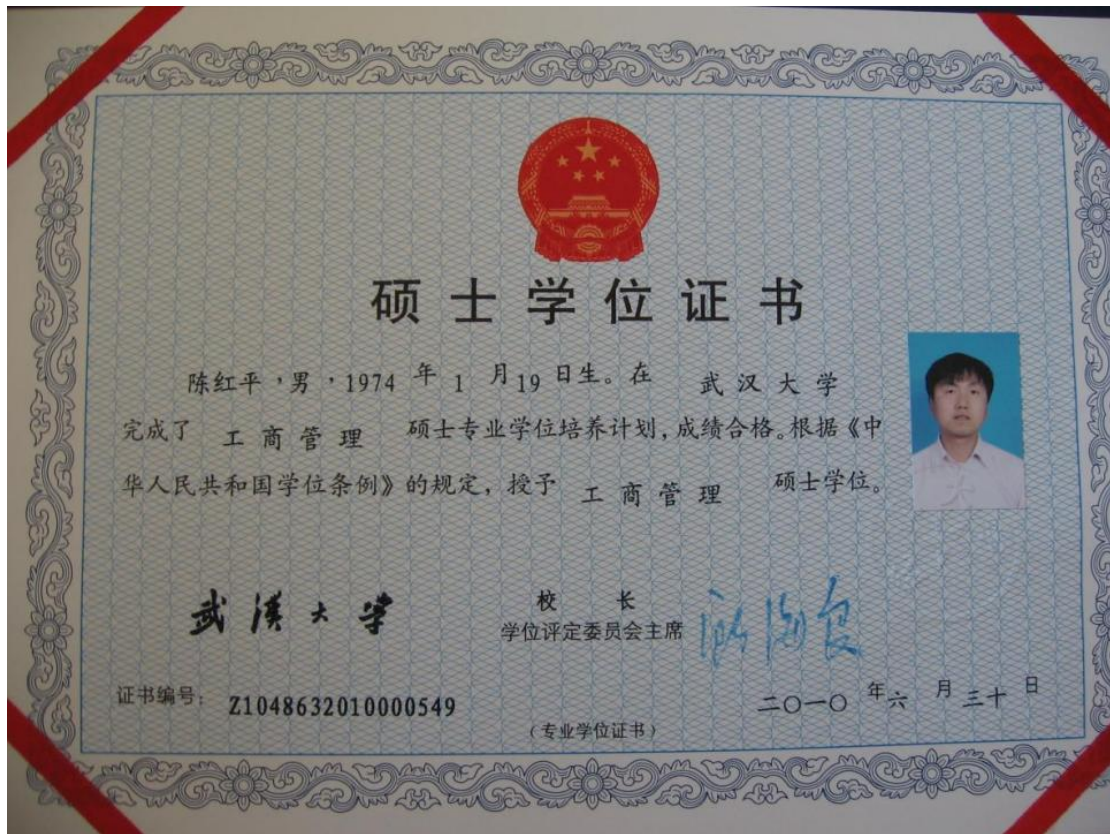 硕士学位证书
陈红平，男，1974 年 1 月 19 日生。在 武汉大学
完成了 工商管理 硕士专业学位培养计划，成绩合格。根据《中
华人民共和国学位条例》的规定，授予 工商管理 硕士学位。
武漢大学
校 长
学位评定委员会主席
证书编号：Z1048632010000549
二〇一〇 年 六 月 三十 日
（专业学位证书）